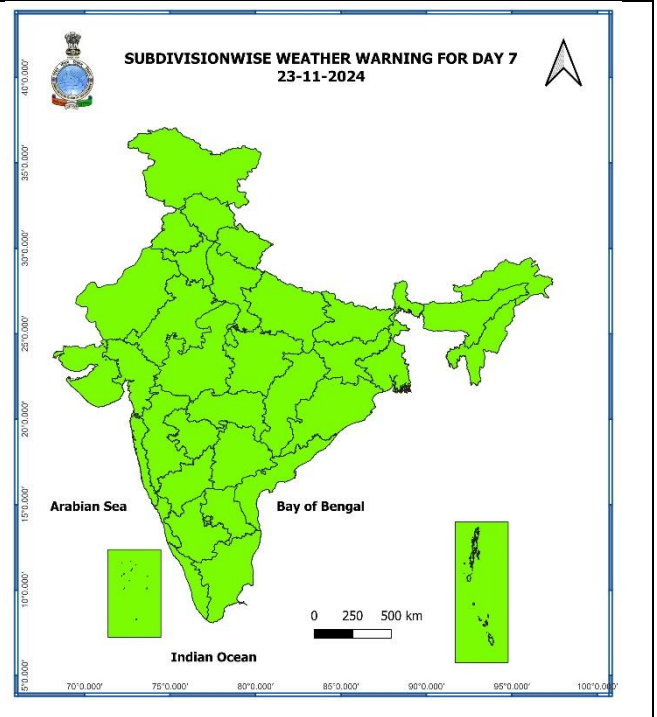 SUBDIVISIONWISE WEATHER WARNING FOR DAY 7
23-11-2024
40°0.000'
35°0.000'
30°0.000'
25°0.000'
20°0.000'
15°0.000'
10°0.000'
5°0.000'
Arabian Sea
Bay of Bengal
0 250 500 km
Indian Ocean
70°0.000' 75°0.000' 80°0.000' 85°0.000' 90°0.000' 95°0.000' 100°0.000'